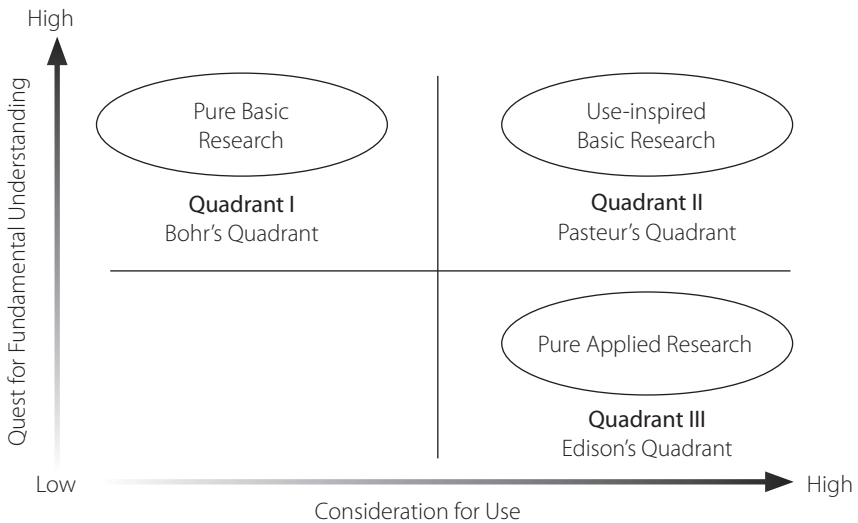 High
Quest for Fundamental Understanding
Pure Basic
Research
Quadrant I
Bohr’s Quadrant
Use-inspired
Basic Research
Quadrant II
Pasteur’s Quadrant
Pure Applied Research
Quadrant III
Edison’s Quadrant
Low
High
Consideration for Use